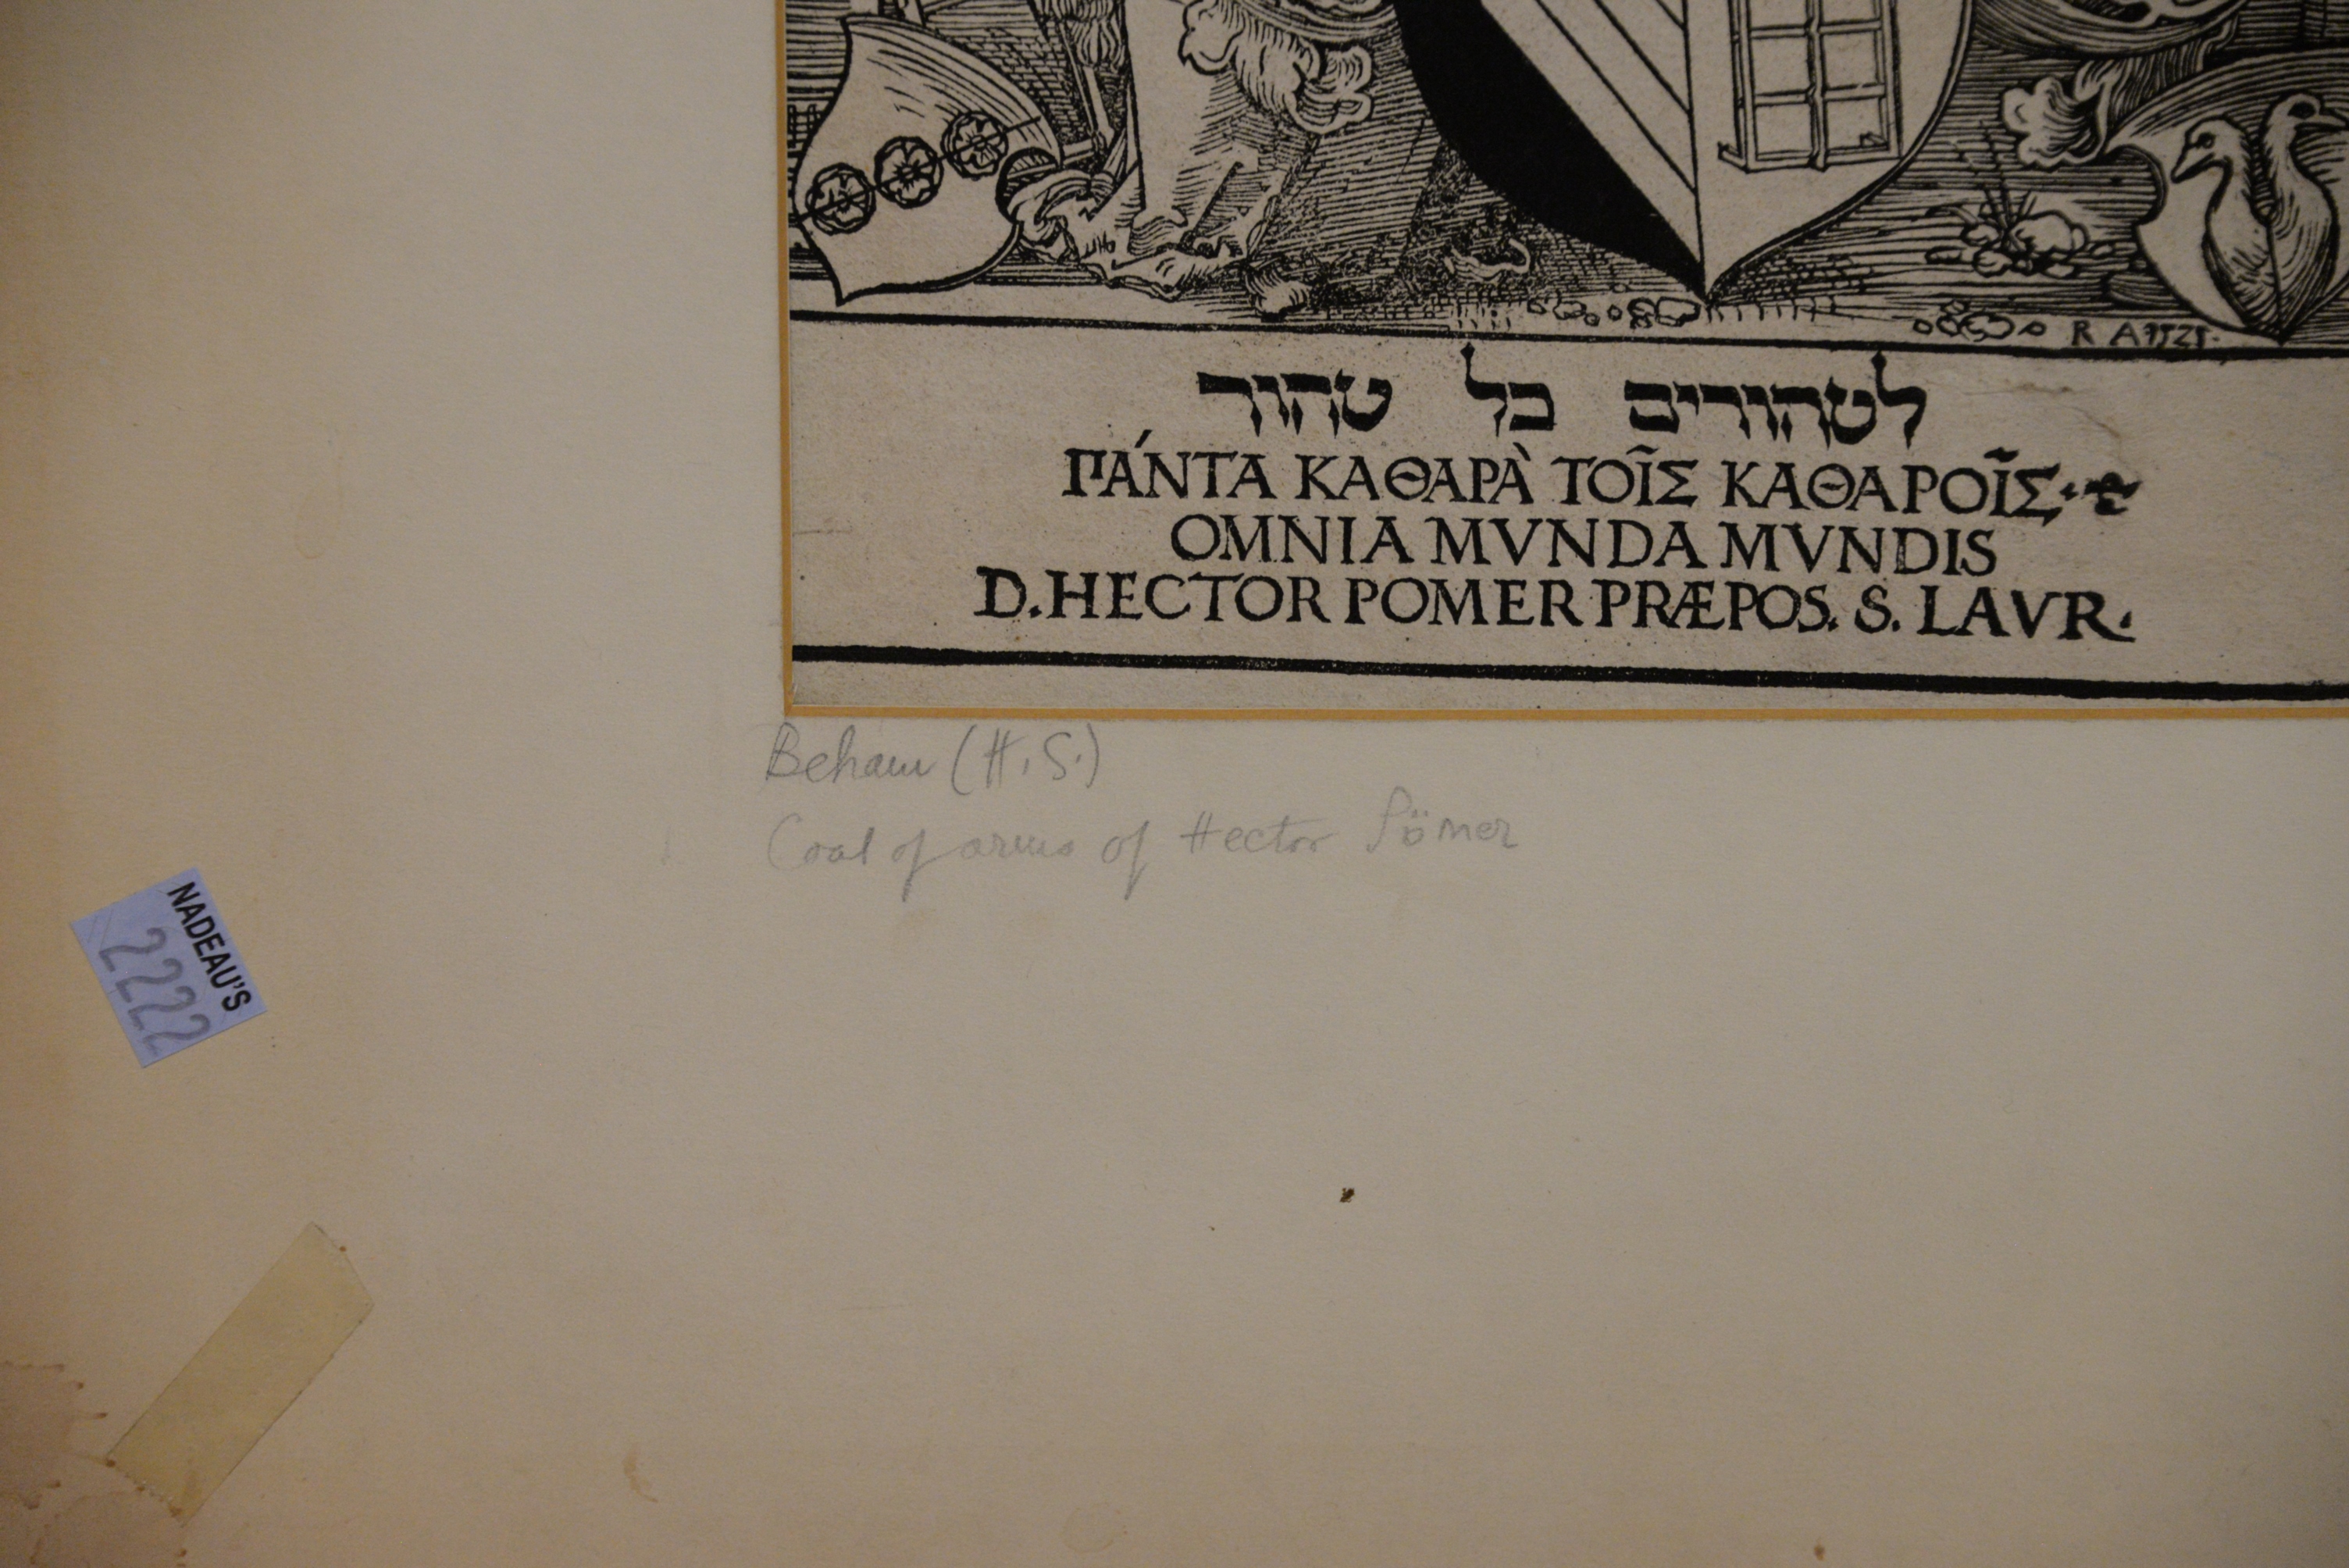 R A 1521.
לטהורים כל טהור
ΠΆΝΤΑ ΚΑΘΑΡᾺ ΤΟΙ͂Σ ΚΑΘΑΡΟΙ͂Σ.
OMNIA MVNDA MVNDIS
D. HECTOR POMER PRÆPOS. S. LAVR.
Beham (H. S.)
Coat of arms of Hector Pömer
NADEAU'S
2222